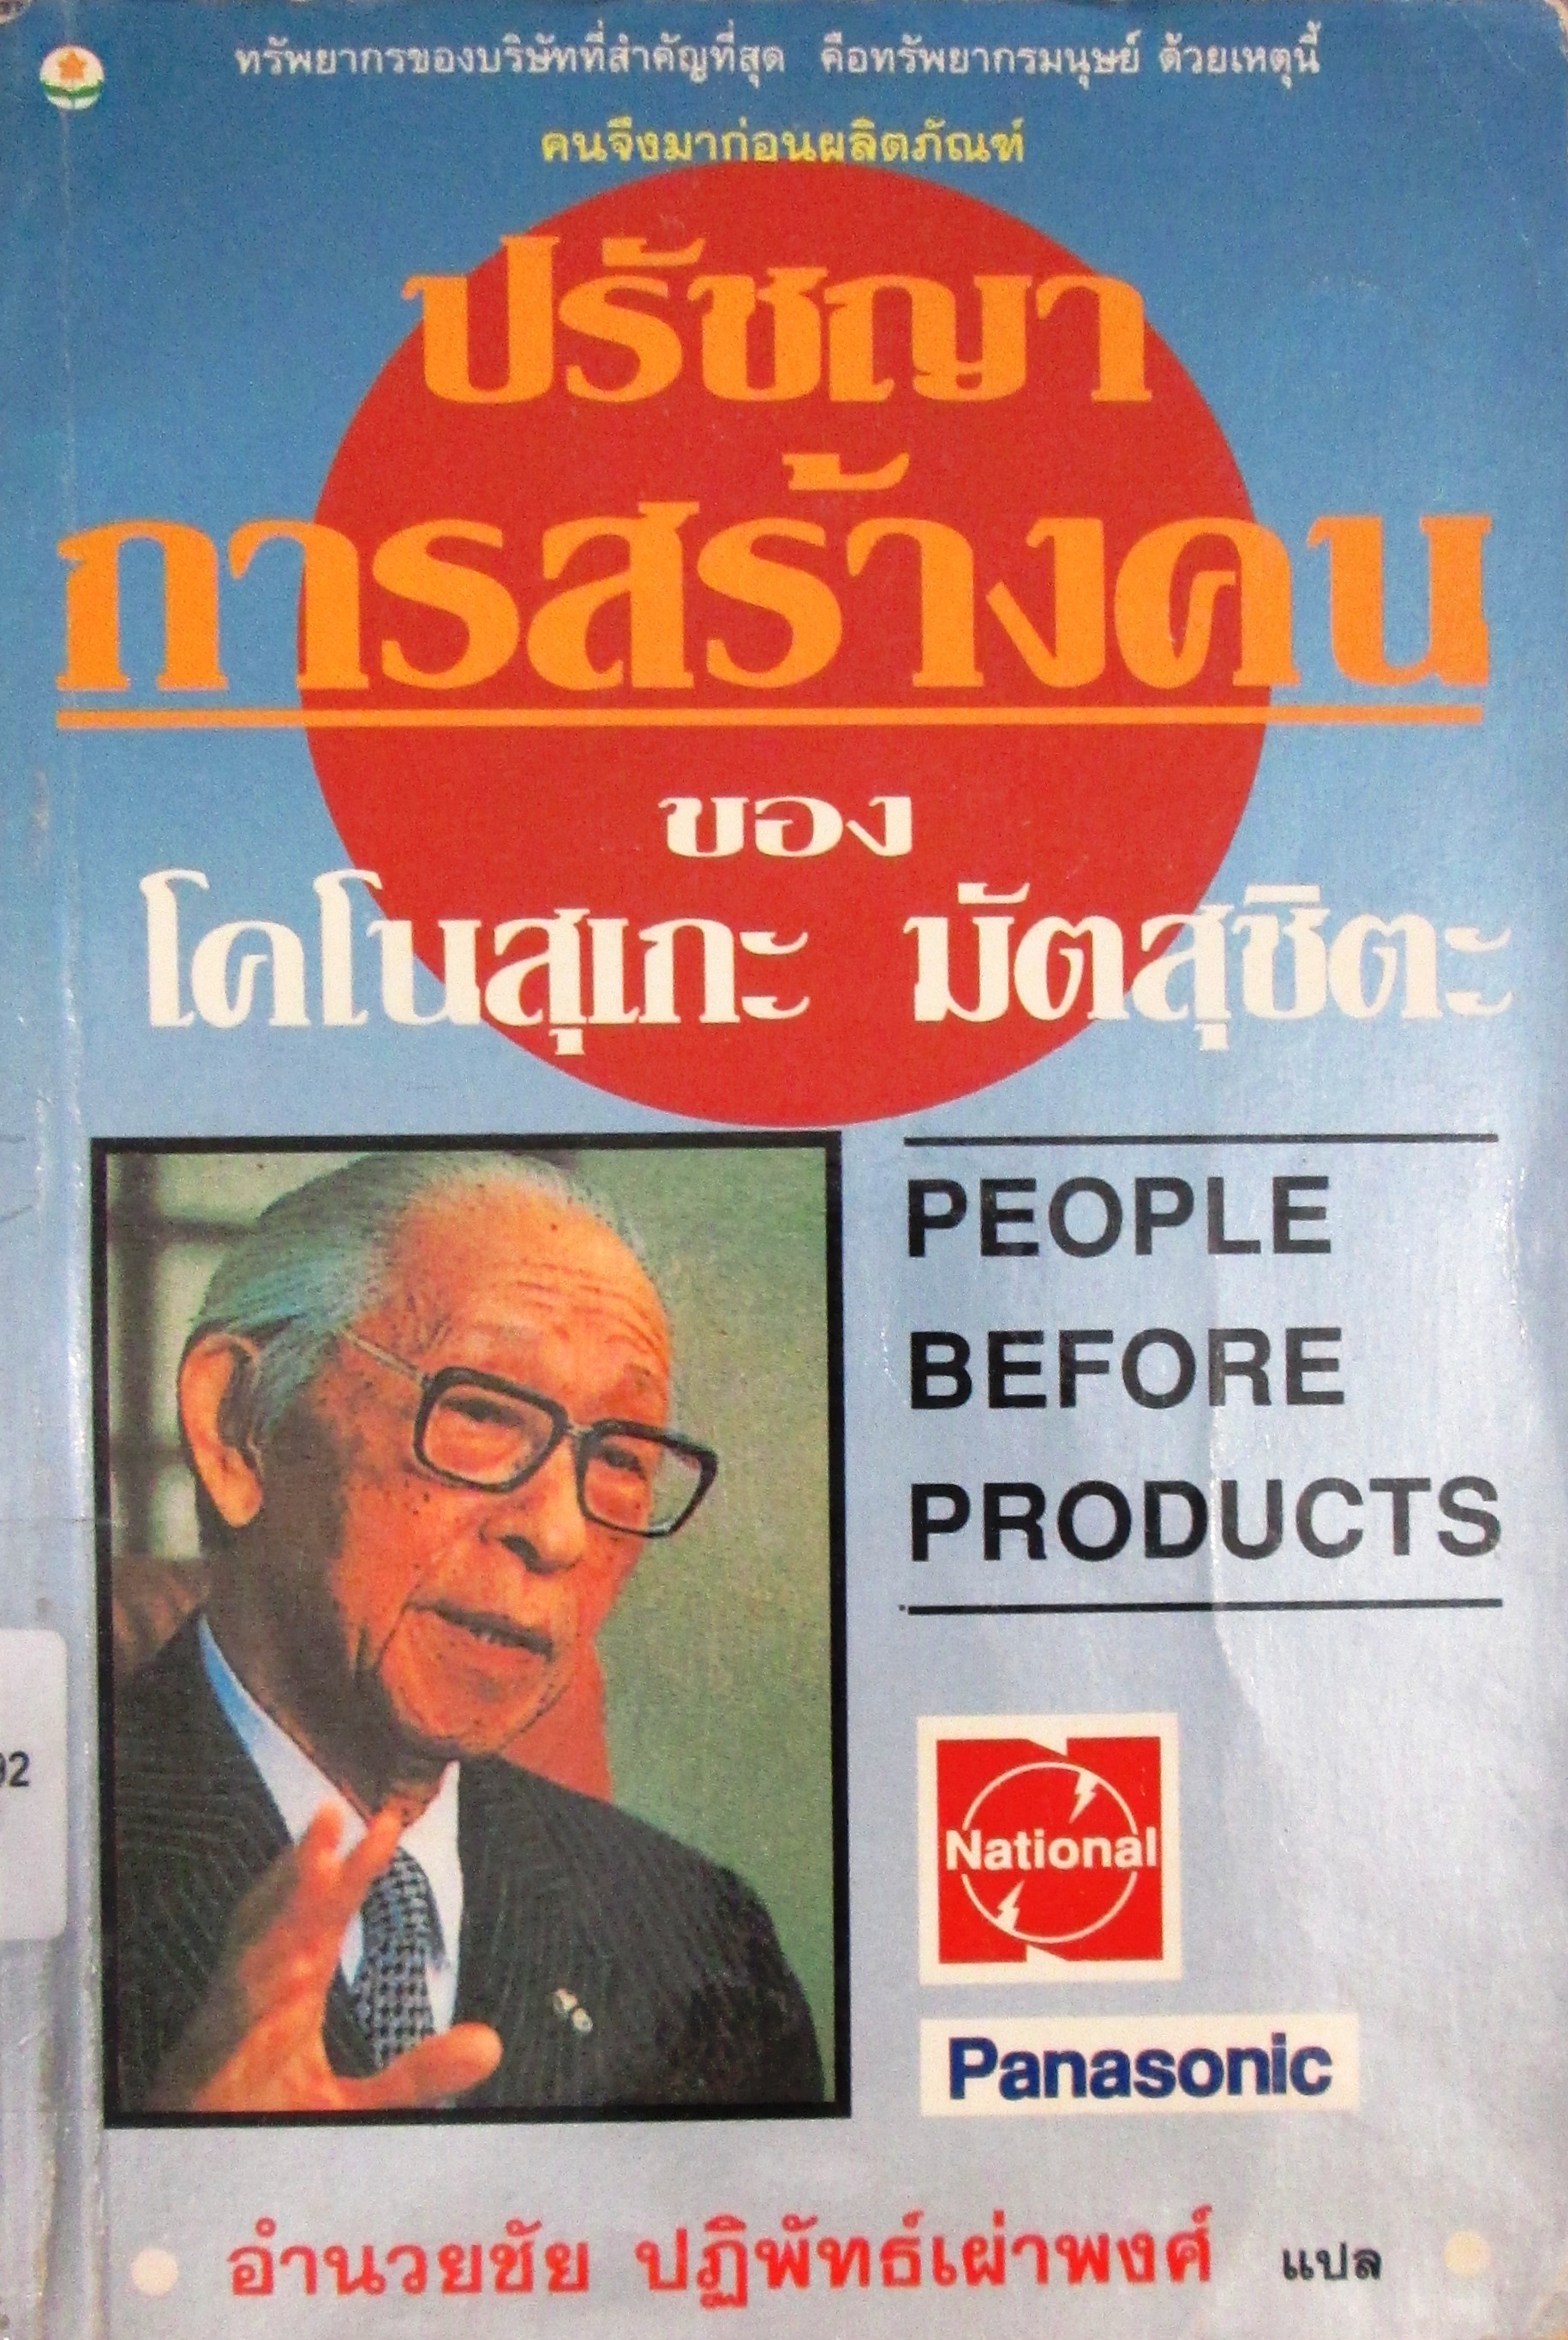 ทรัพยากรของบริษัทที่สำคัญที่สุด คือทรัพยากรมนุษย์ ด้วยเหตุนี้
คนจึงมาก่อนผลิตภัณฑ์
ปรัชญา
การสร้างคน
ของ
โคโนสุเกะ มัตสุชิตะ
PEOPLE
BEFORE
PRODUCTS
92
National
Panasonic
อำนวยชัย ปฏิพัทธ์เผ่าพงศ์ แปล